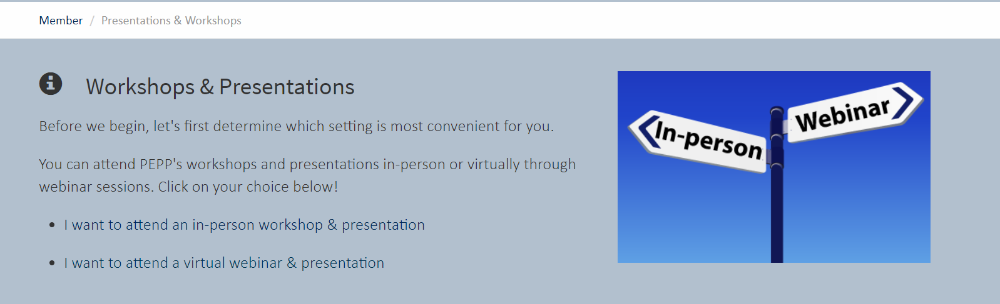 Member / Presentations & Workshops
Workshops & Presentations
Before we begin, let's first determine which setting is most convenient for you.
You can attend PEPP's workshops and presentations in-person or virtually through
webinar sessions. Click on your choice below!
• I want to attend an in-person workshop & presentation
• I want to attend a virtual webinar & presentation
In-person
Webinar